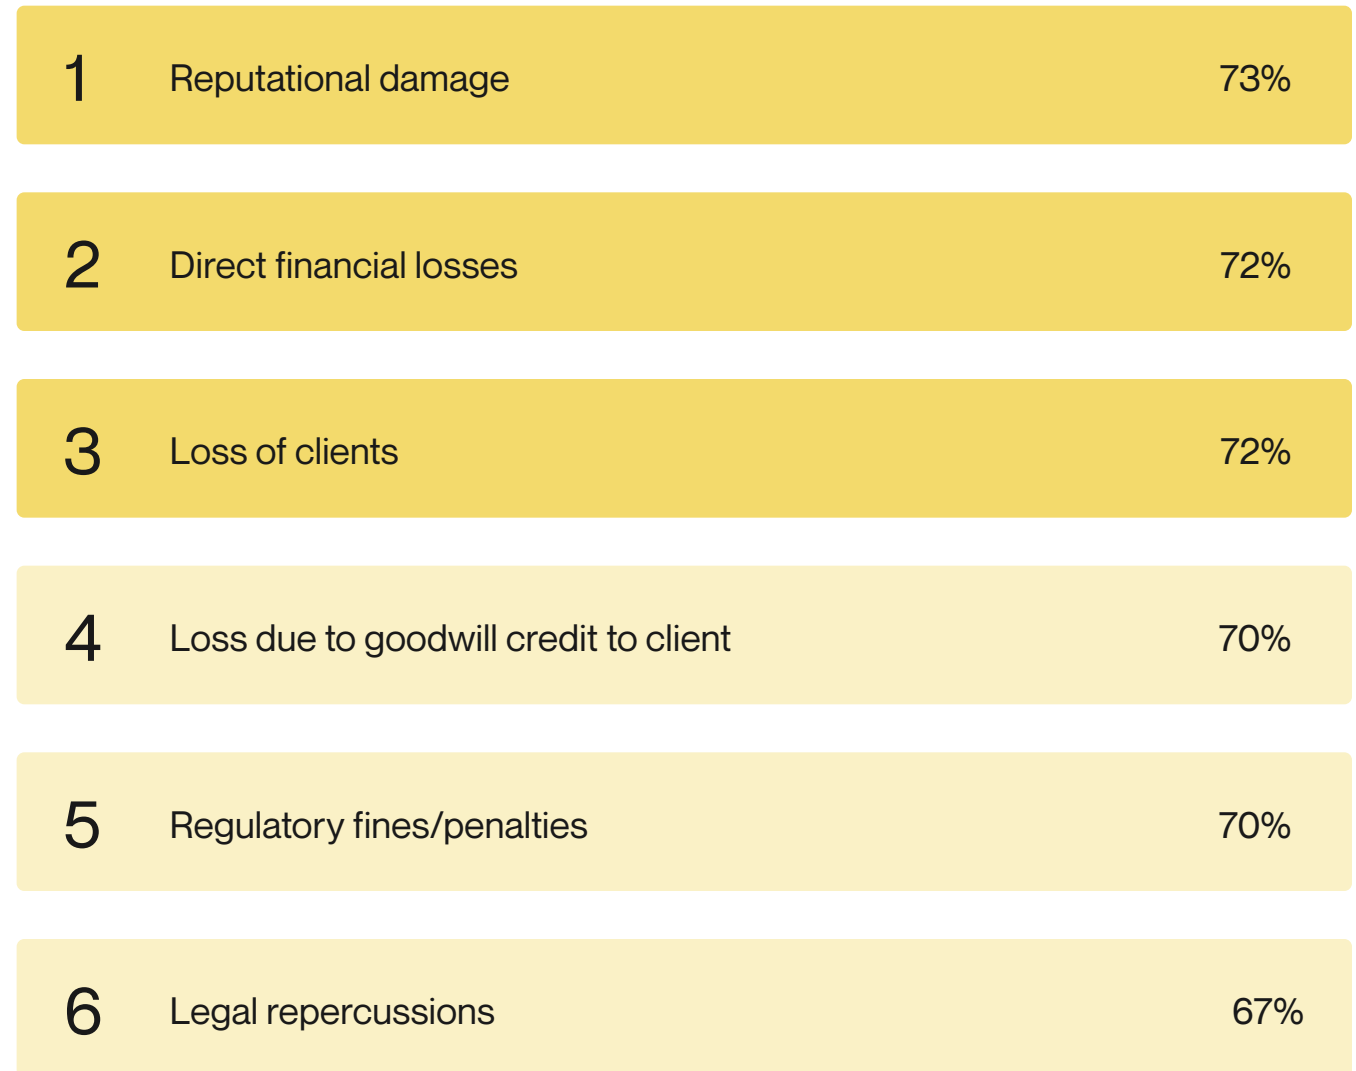 1 Reputational damage 73%
2 Direct financial losses 72%
3 Loss of clients 72%
4 Loss due to goodwill credit to client 70%
5 Regulatory fines/penalties 70%
6 Legal repercussions 67%